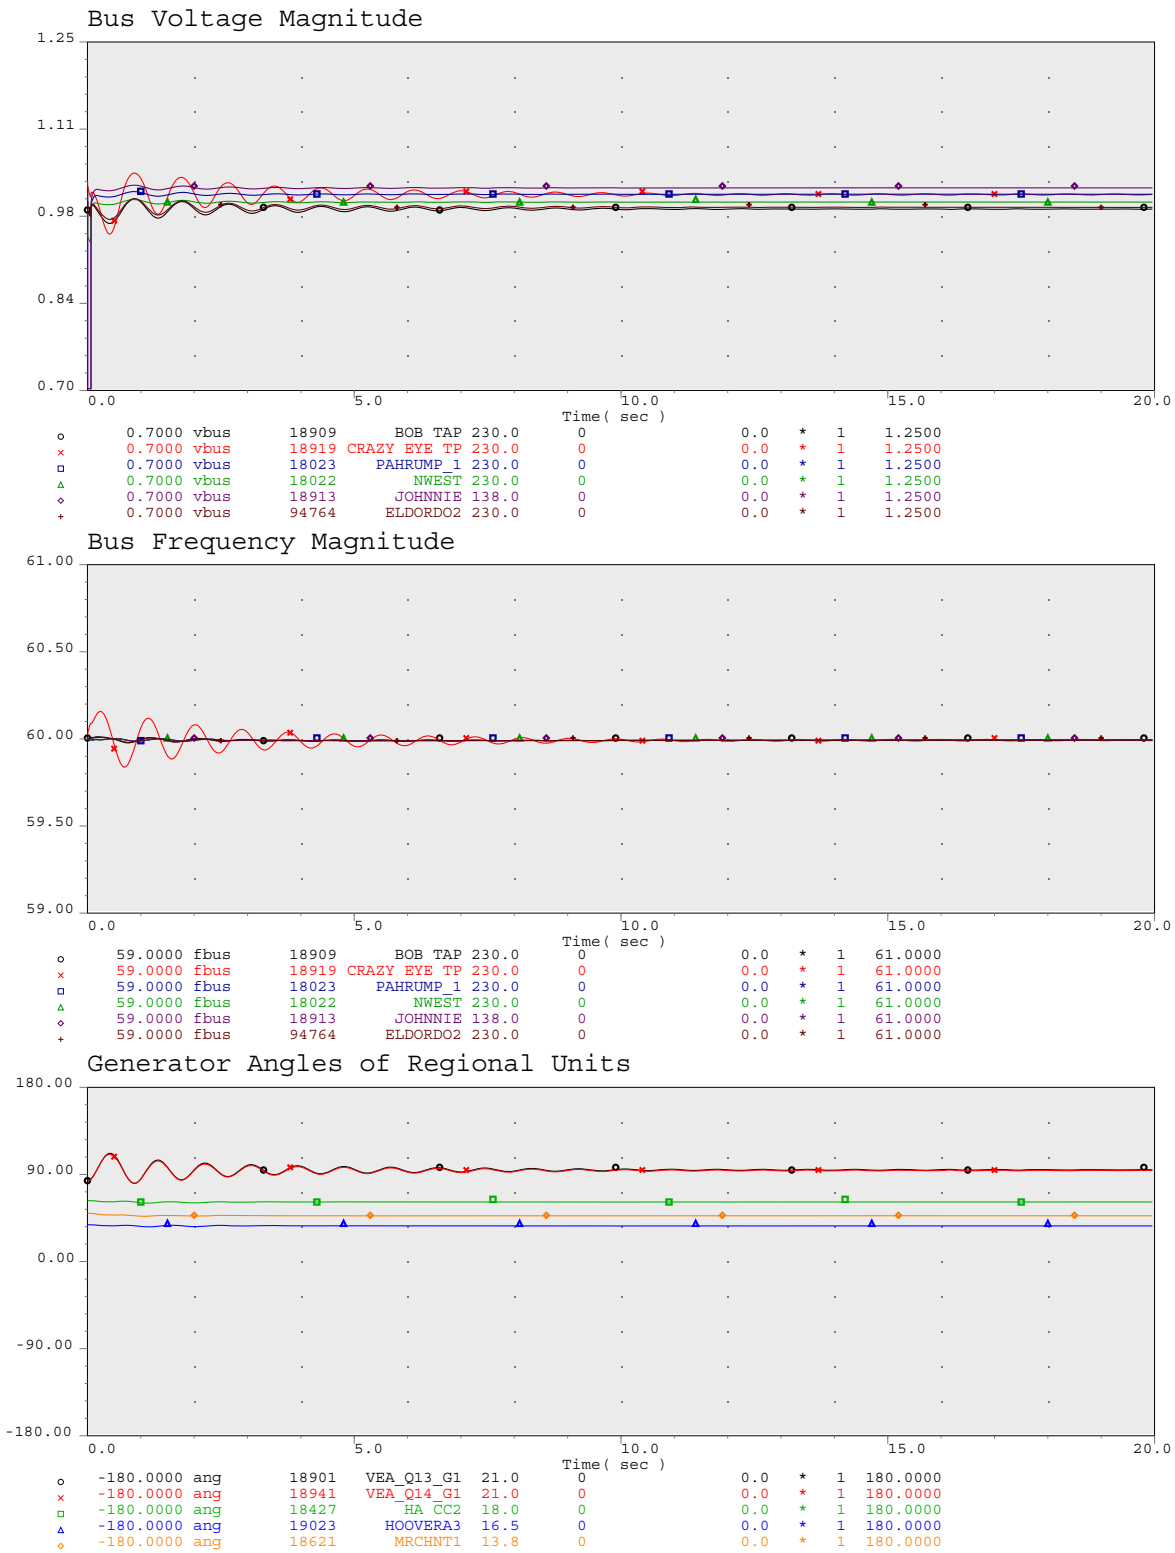 Bus Voltage Magnitude
1.25
1.11
0.98
0.84
0.70
0.0 5.0 10.0 15.0 20.0
Time( sec )
0.7000 vbus 18909 BOB TAP 230.0 0 0.0 * 1 1.2500
0.7000 vbus 18919 CRAZY EYE TP 230.0 0 0.0 * 1 1.2500
0.7000 vbus 18023 PAHRUMP_1 230.0 0 0.0 * 1 1.2500
0.7000 vbus 18022 NWEST 230.0 0 0.0 * 1 1.2500
0.7000 vbus 18913 JOHNNIE 138.0 0 0.0 * 1 1.2500
0.7000 vbus 94764 ELDORDO2 230.0 0 0.0 * 1 1.2500
Bus Frequency Magnitude
61.00
60.50
60.00
59.50
59.00
0.0 5.0 10.0 15.0 20.0
Time( sec )
59.0000 fbus 18909 BOB TAP 230.0 0 0.0 * 1 61.0000
59.0000 fbus 18919 CRAZY EYE TP 230.0 0 0.0 * 1 61.0000
59.0000 fbus 18023 PAHRUMP_1 230.0 0 0.0 * 1 61.0000
59.0000 fbus 18022 NWEST 230.0 0 0.0 * 1 61.0000
59.0000 fbus 18913 JOHNNIE 138.0 0 0.0 * 1 61.0000
59.0000 fbus 94764 ELDORDO2 230.0 0 0.0 * 1 61.0000
Generator Angles of Regional Units
180.00
90.00
0.00
-90.00
-180.00
0.0 5.0 10.0 15.0 20.0
Time( sec )
-180.0000 ang 18901 VEA_Q13_G1 21.0 0 0.0 * 1 180.0000
-180.0000 ang 18941 VEA_Q14_G1 21.0 0 0.0 * 1 180.0000
-180.0000 ang 18427 HA CC2 18.0 0 0.0 * 1 180.0000
-180.0000 ang 19023 HOOVERA3 16.5 0 0.0 * 1 180.0000
-180.0000 ang 18621 MRCHNT1 13.8 0 0.0 * 1 180.0000